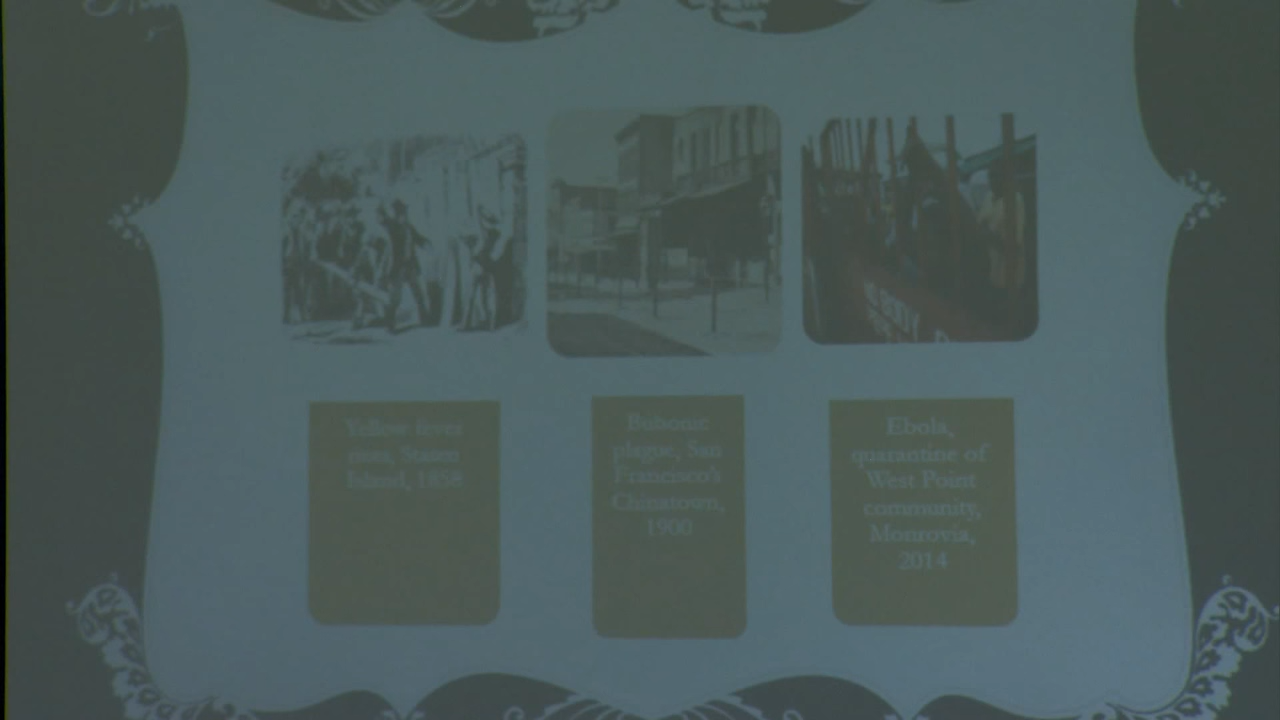 Yellow fever
riots, Staten
Island, 1858
Bubonic
plague, San
Francisco's
Chinatown,
1900
Ebola,
quarantine of
West Point
community,
Monrovia,
2014